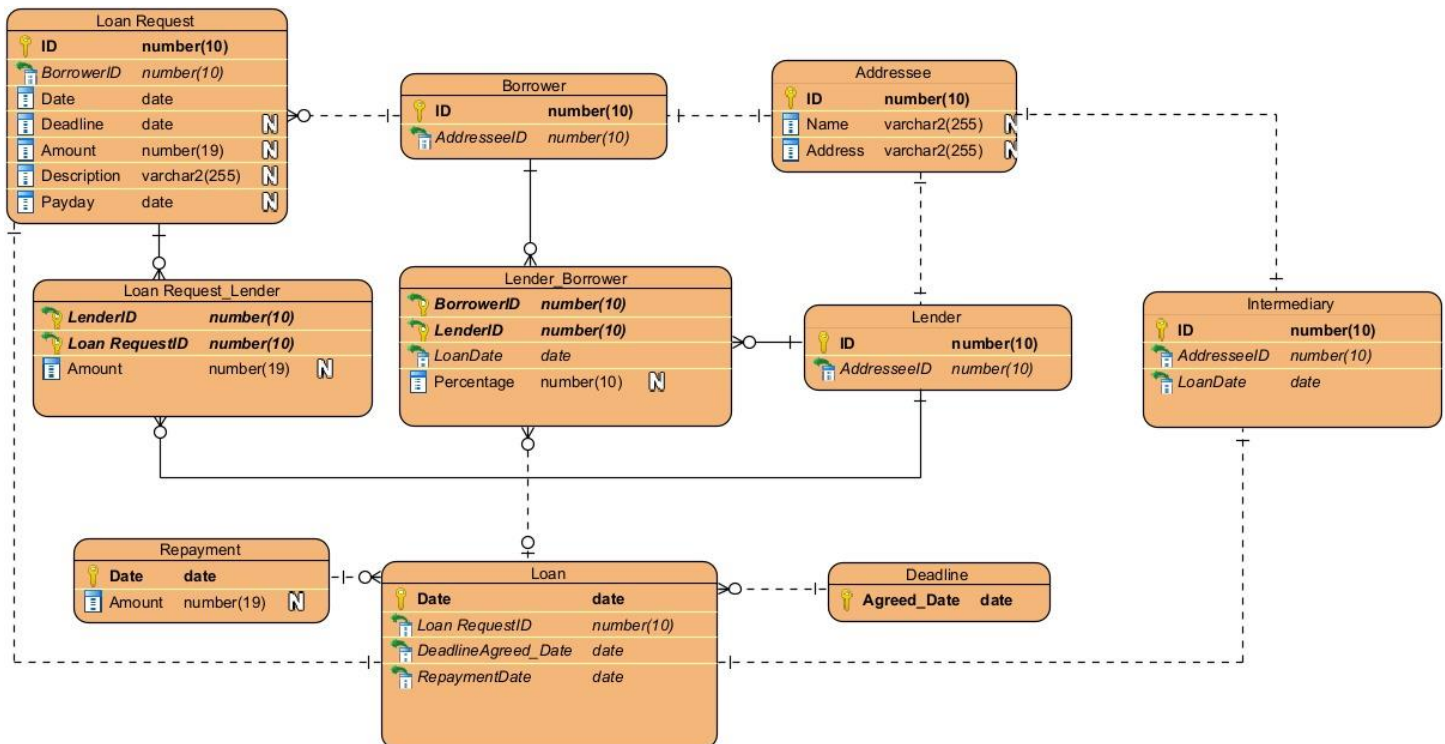 Loan Request
ID number(10)
BorrowerID number(10)
Date date
Deadline date N
Amount number(19) N
Description varchar2(255) N
Payday date N
Borrower
ID number(10)
AddresseeID number(10)
Addressee
ID number(10)
Name varchar2(255) N
Address varchar2(255) N
Loan Request_Lender
LenderID number(10)
Loan RequestID number(10)
Amount number(19) N
Lender_Borrower
BorrowerID number(10)
LenderID number(10)
LoanDate date
Percentage number(10) N
Lender
ID number(10)
AddresseeID number(10)
Intermediary
ID number(10)
AddresseeID number(10)
LoanDate date
Repayment
Date date
Amount number(19) N
Loan
Date date
Loan RequestID number(10)
DeadlineAgreed_Date date
RepaymentDate date
Deadline
Agreed_Date date